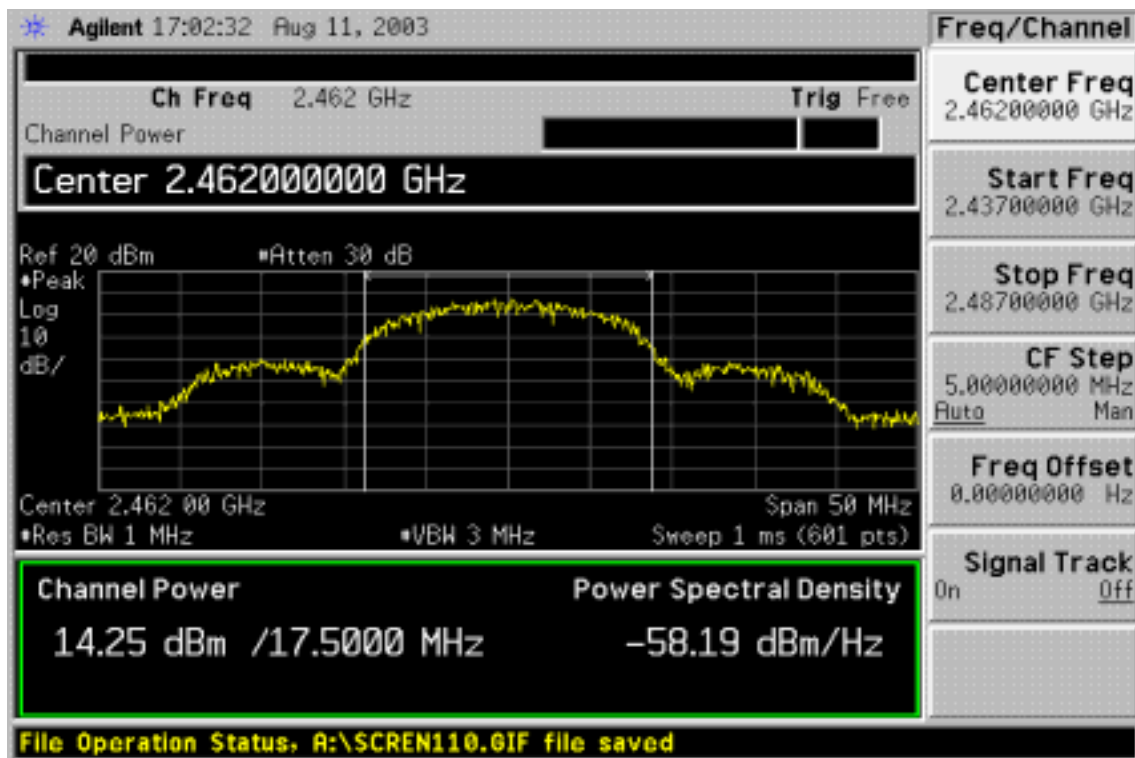 Agilent 17:02:32 Aug 11, 2003
Freq/Channel
Ch Freq 2.462 GHz Trig Free
Channel Power
Center 2.462000000 GHz
Ref 20 dBm #Atten 30 dB
#Peak
Log
10
dB/
Center 2.462 00 GHz Span 50 MHz
#Res BW 1 MHz #VBW 3 MHz Sweep 1 ms (601 pts)
Channel Power Power Spectral Density
14.25 dBm /17.5000 MHz -58.19 dBm/Hz
File Operation Status, A:\SCREN110.GIF file saved
Center Freq
2.46200000 GHz
Start Freq
2.43700000 GHz
Stop Freq
2.48700000 GHz
CF Step
5.00000000 MHz
Auto Man
Freq Offset
0.00000000 Hz
Signal Track
On Off